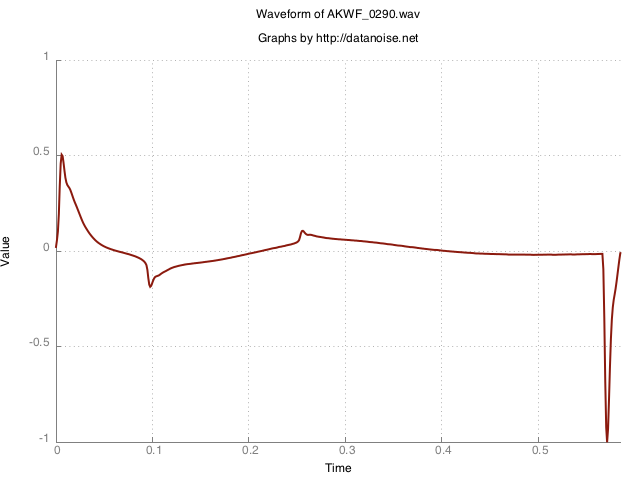 Waveform of AKWF_0290.wav
Graphs by http://datanoise.net
1
0.5
0
-0.5
-1
Value
0 0.1 0.2 0.3 0.4 0.5
Time